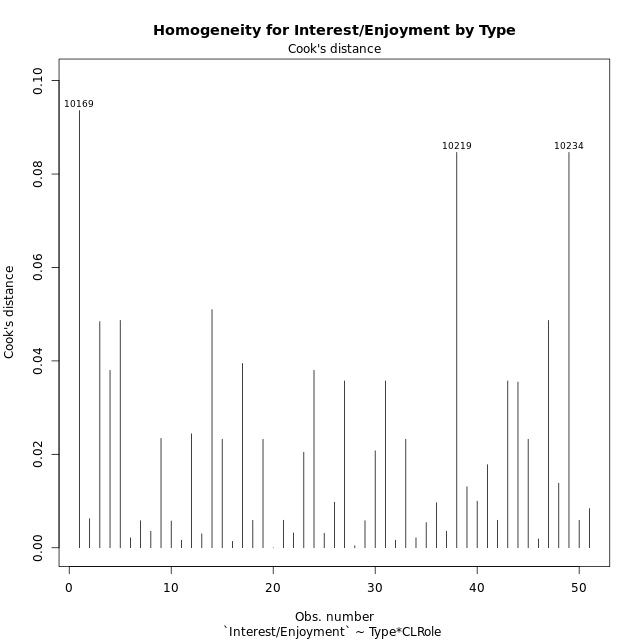 Homogeneity for Interest/Enjoyment by Type
Cook's distance
Cook's distance
0.10
0.08
0.06
0.04
0.02
0.00
10169
10219
10234
0 10 20 30 40 50
Obs. number
`Interest/Enjoyment` ~ Type*CLRole